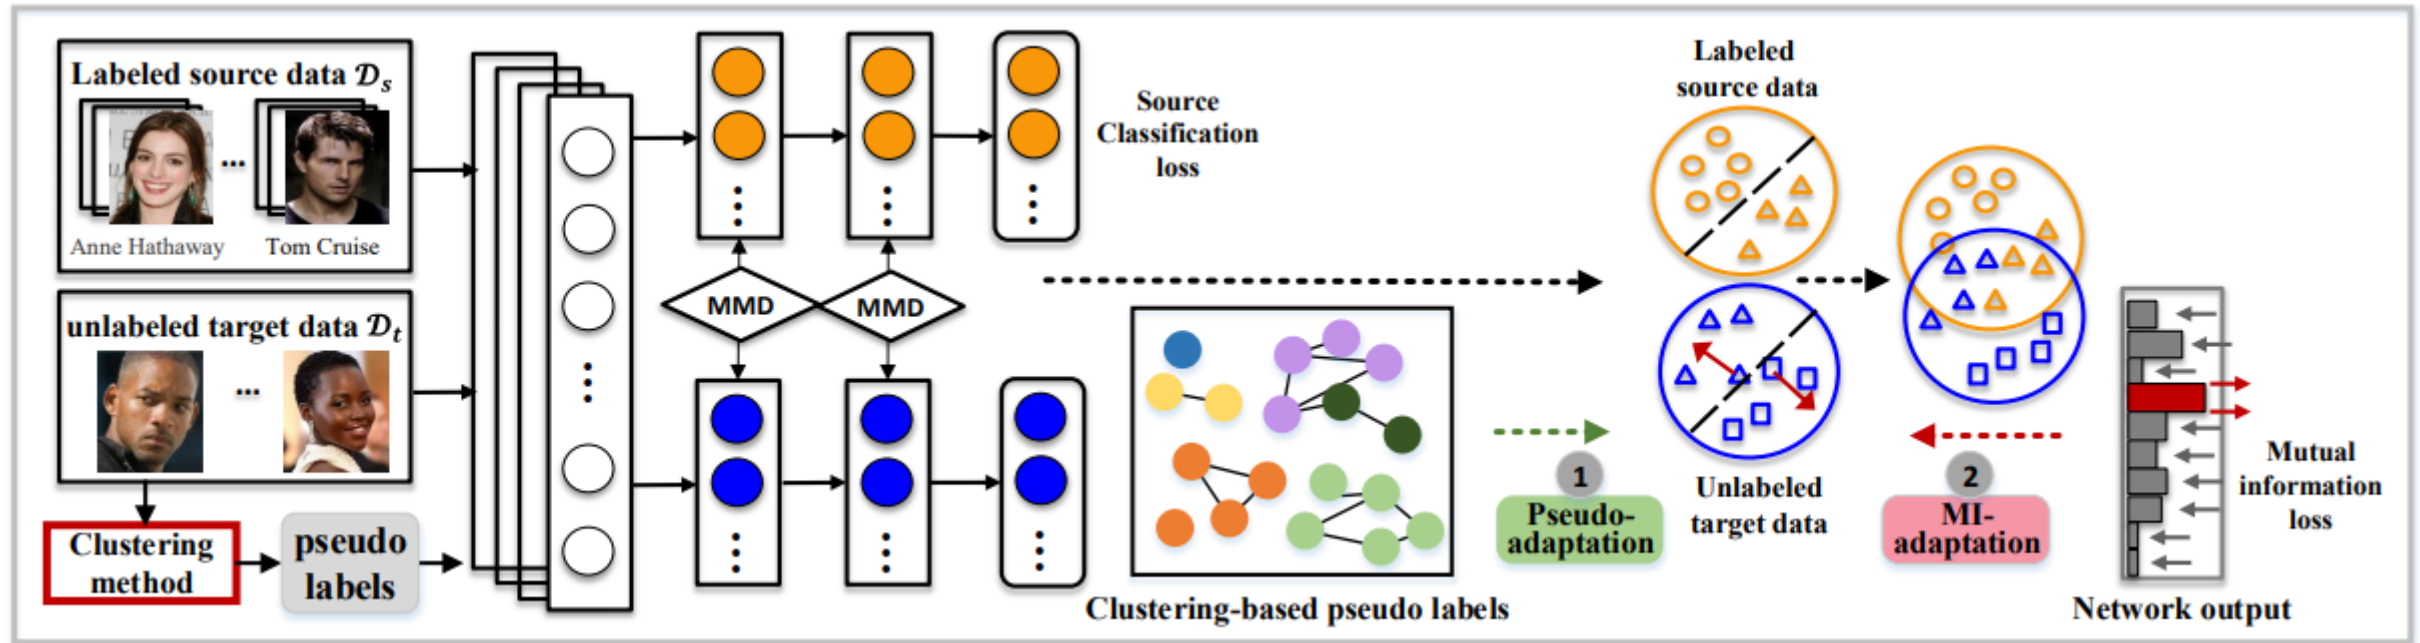 Labeled source data 𝒟ₛ
...
Anne Hathaway
Tom Cruise
unlabeled target data 𝒟ₜ
...
Clustering
method
pseudo
labels
MMD
MMD
Source
Classification
loss
Clustering-based pseudo labels
1
Pseudo-
adaptation
Labeled
source data
Unlabeled
target data
2
MI-
adaptation
Mutual
information
loss
Network output